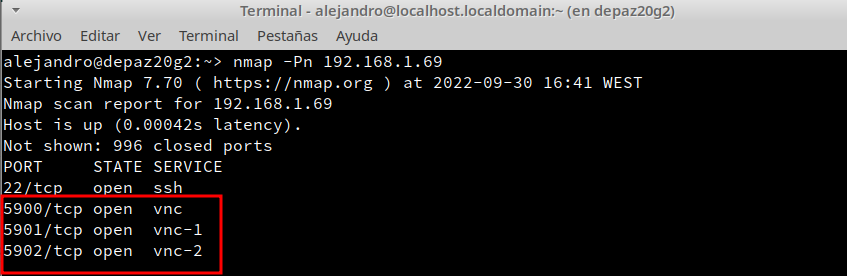 Terminal - alejandro@localhost.localdomain:~ (en depaz20g2)
Archivo Editar Ver Terminal Pestañas Ayuda
alejandro@depaz20g2:~> nmap -Pn 192.168.1.69
Starting Nmap 7.70 ( https://nmap.org ) at 2022-09-30 16:41 WEST
Nmap scan report for 192.168.1.69
Host is up (0.00042s latency).
Not shown: 996 closed ports
PORT     STATE SERVICE
22/tcp   open  ssh
5900/tcp open  vnc
5901/tcp open  vnc-1
5902/tcp open  vnc-2